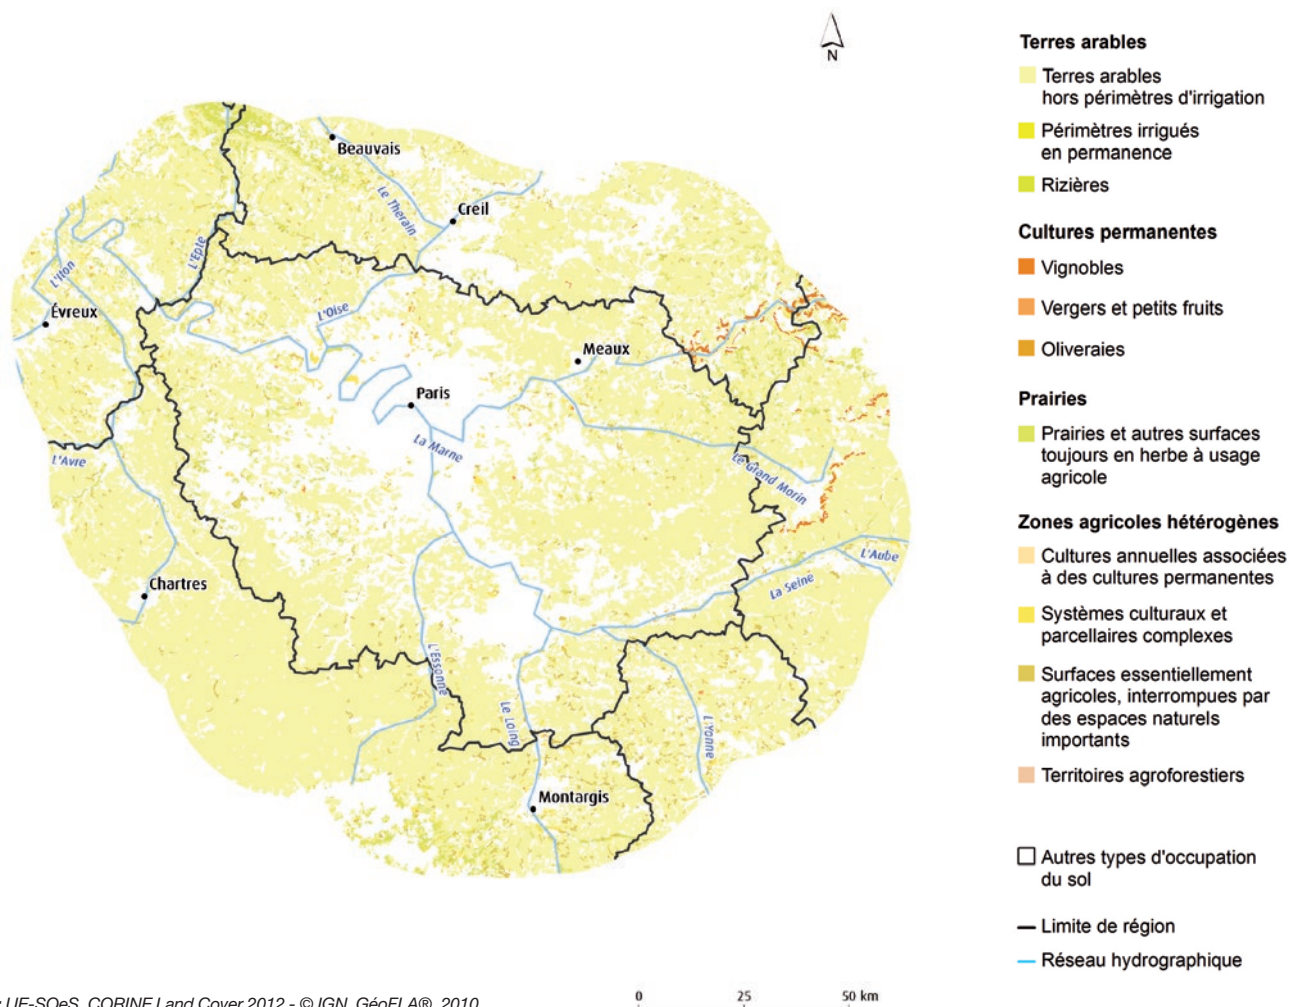 N
Beauvais
Le Therain
Creil
L'Epte
L'Iton
Évreux
L'Oise
Meaux
Paris
La Marne
L'Avre
Le Grand Morin
L'Aube
La Seine
Chartres
L'Essonne
Le Loing
L'Yonne
Montargis
Terres arables
Terres arables
hors périmètres d'irrigation
Périmètres irrigués
en permanence
Rizières
Cultures permanentes
Vignobles
Vergers et petits fruits
Oliveraies
Prairies
Prairies et autres surfaces
toujours en herbe à usage
agricole
Zones agricoles hétérogènes
Cultures annuelles associées
à des cultures permanentes
Systèmes culturaux et
parcellaires complexes
Surfaces essentiellement
agricoles, interrompues par
des espaces naturels
importants
Territoires agroforestiers
Autres types d'occupation
du sol
Limite de région
Réseau hydrographique
: UE-SOeS, CORINE Land Cover 2012 - © IGN, GéoFLA®, 2010
0 25 50 km